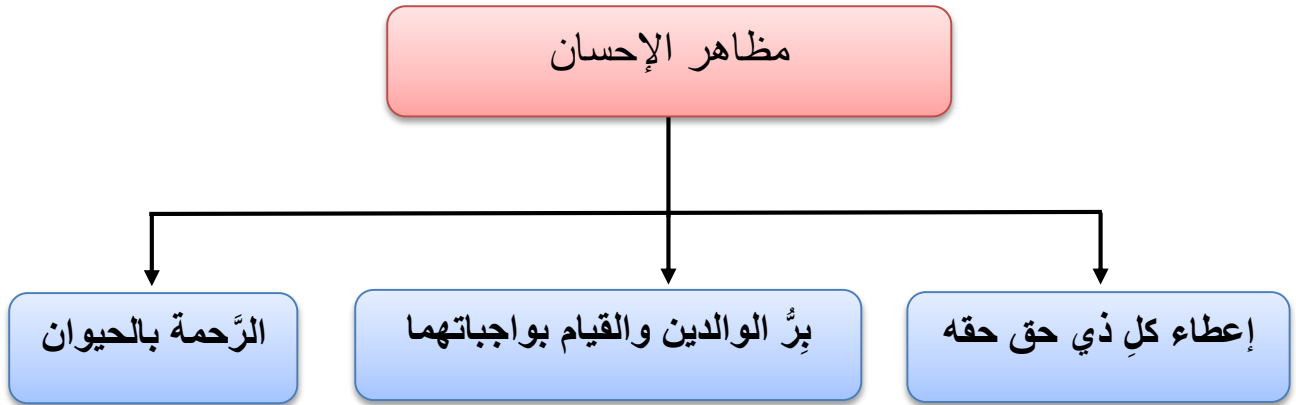 مظاهر الإحسان
إعطاء كلِ ذي حق حقه
بِرُّ الوالدين والقيام بواجباتهما
الرَّحمة بالحيوان